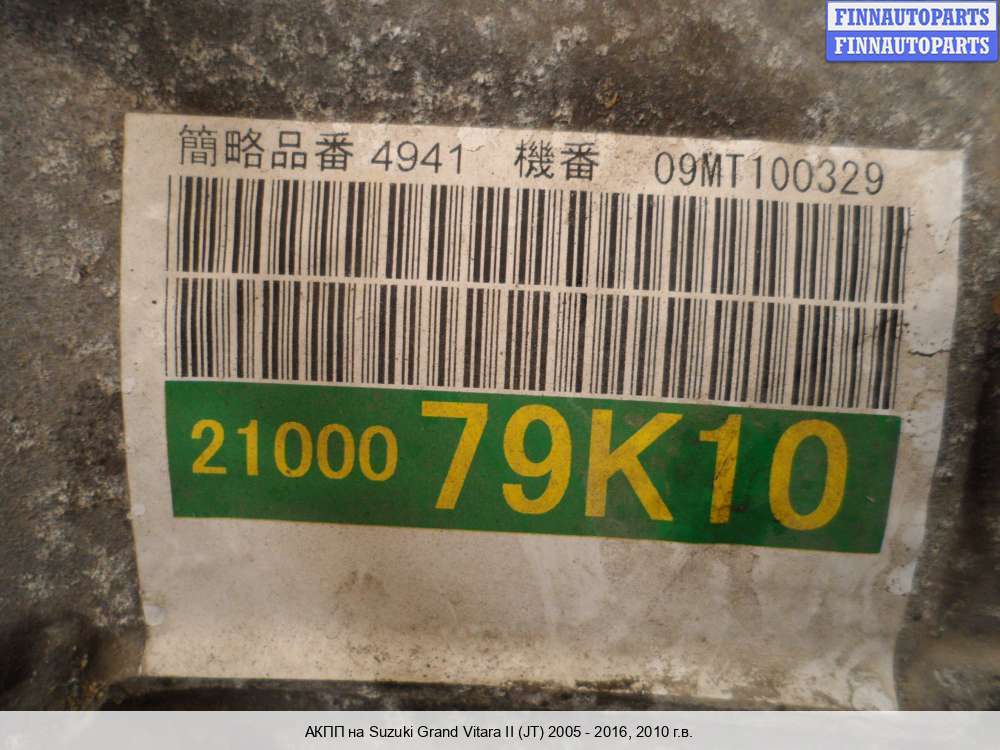 FINNAUTOPARTS
FINNAUTOPARTS
簡略品番 4941 機番 09MT100329
21000 79K10
АКПП на Suzuki Grand Vitara II (JT) 2005 - 2016, 2010 г.в.